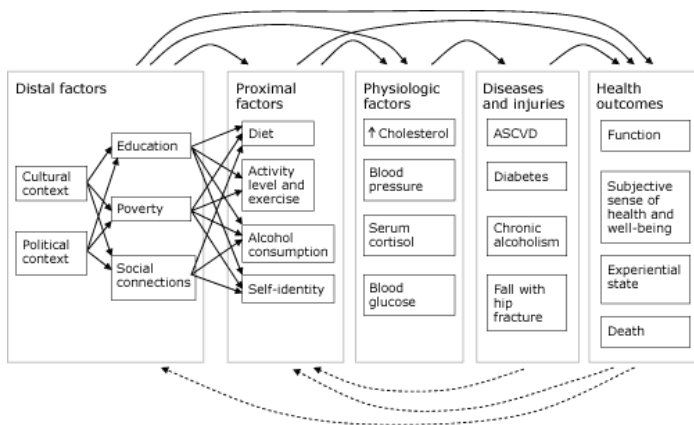 Distal factors
Cultural
context
Political
context
Education
Poverty
Social
connections
Proximal
factors
Diet
Activity
level and
exercise
Alcohol
consumption
Self-identity
Physiologic
factors
↑ Cholesterol
Blood
pressure
Serum
cortisol
Blood
glucose
Diseases
and injuries
ASCVD
Diabetes
Chronic
alcoholism
Fall with
hip
fracture
Health
outcomes
Function
Subjective
sense of
health and
well-being
Experiential
state
Death